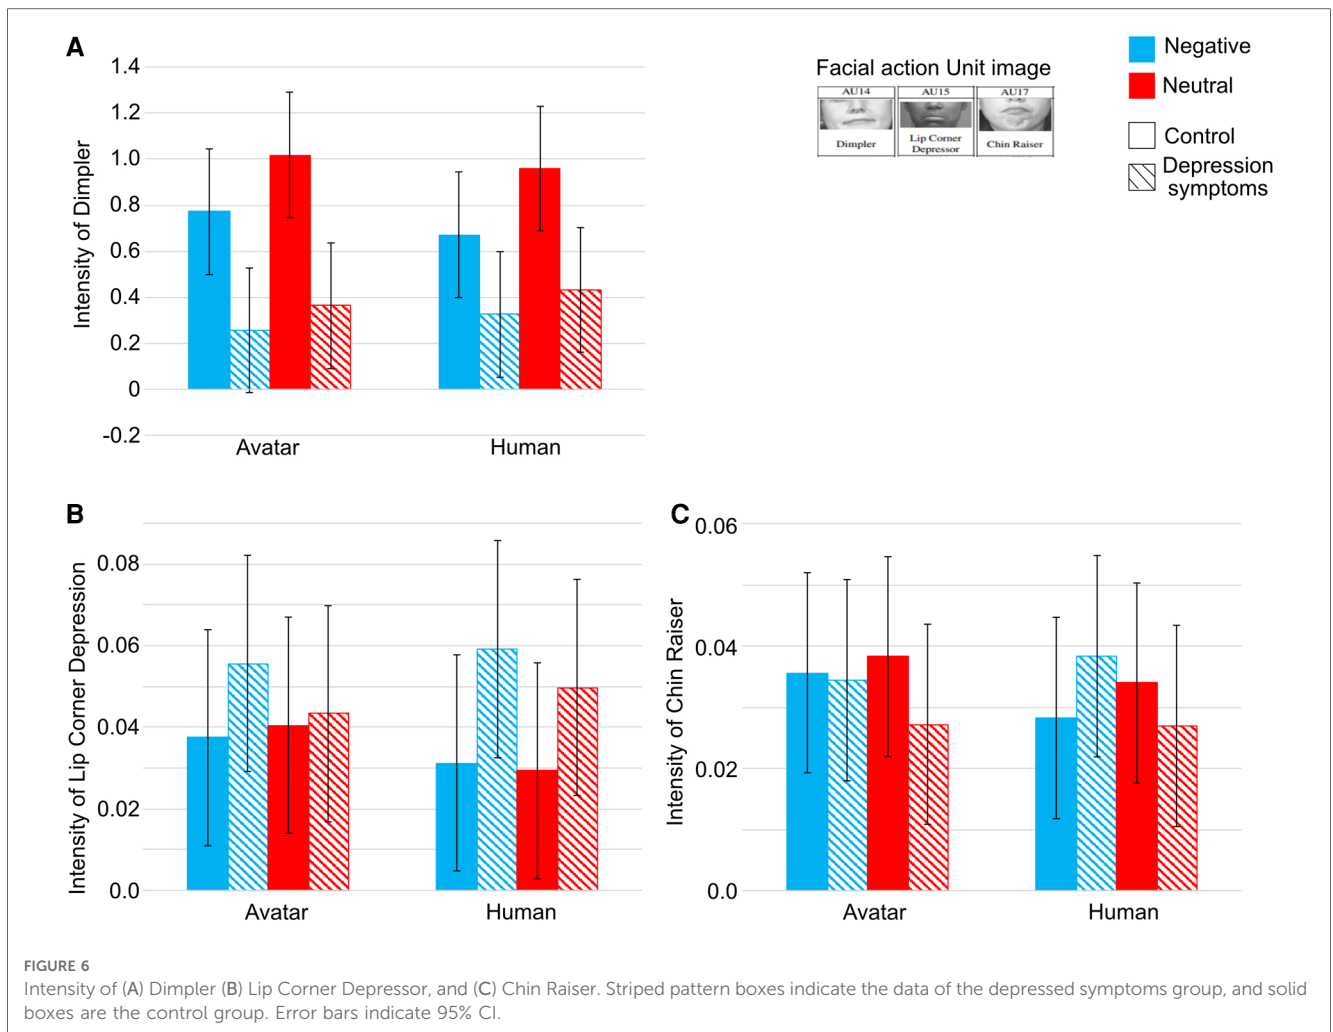 A
1.4
1.2
1.0
0.8
0.6
0.4
0.2
0
-0.2
Intensity of Dimpler
Avatar
Human
Facial action Unit image
AU14
AU15
AU17
Dimpler
Lip Corner
Depressor
Chin Raiser
Negative
Neutral
Control
Depression
symptoms
B
0.08
0.06
0.04
0.02
0.0
Intensity of Lip Corner Depression
Avatar
Human
C
0.06
0.04
0.02
0.0
Intensity of Chin Raiser
Avatar
Human
FIGURE 6
Intensity of (A) Dimpler (B) Lip Corner Depressor, and (C) Chin Raiser. Striped pattern boxes indicate the data of the depressed symptoms group, and solid
boxes are the control group. Error bars indicate 95% CI.